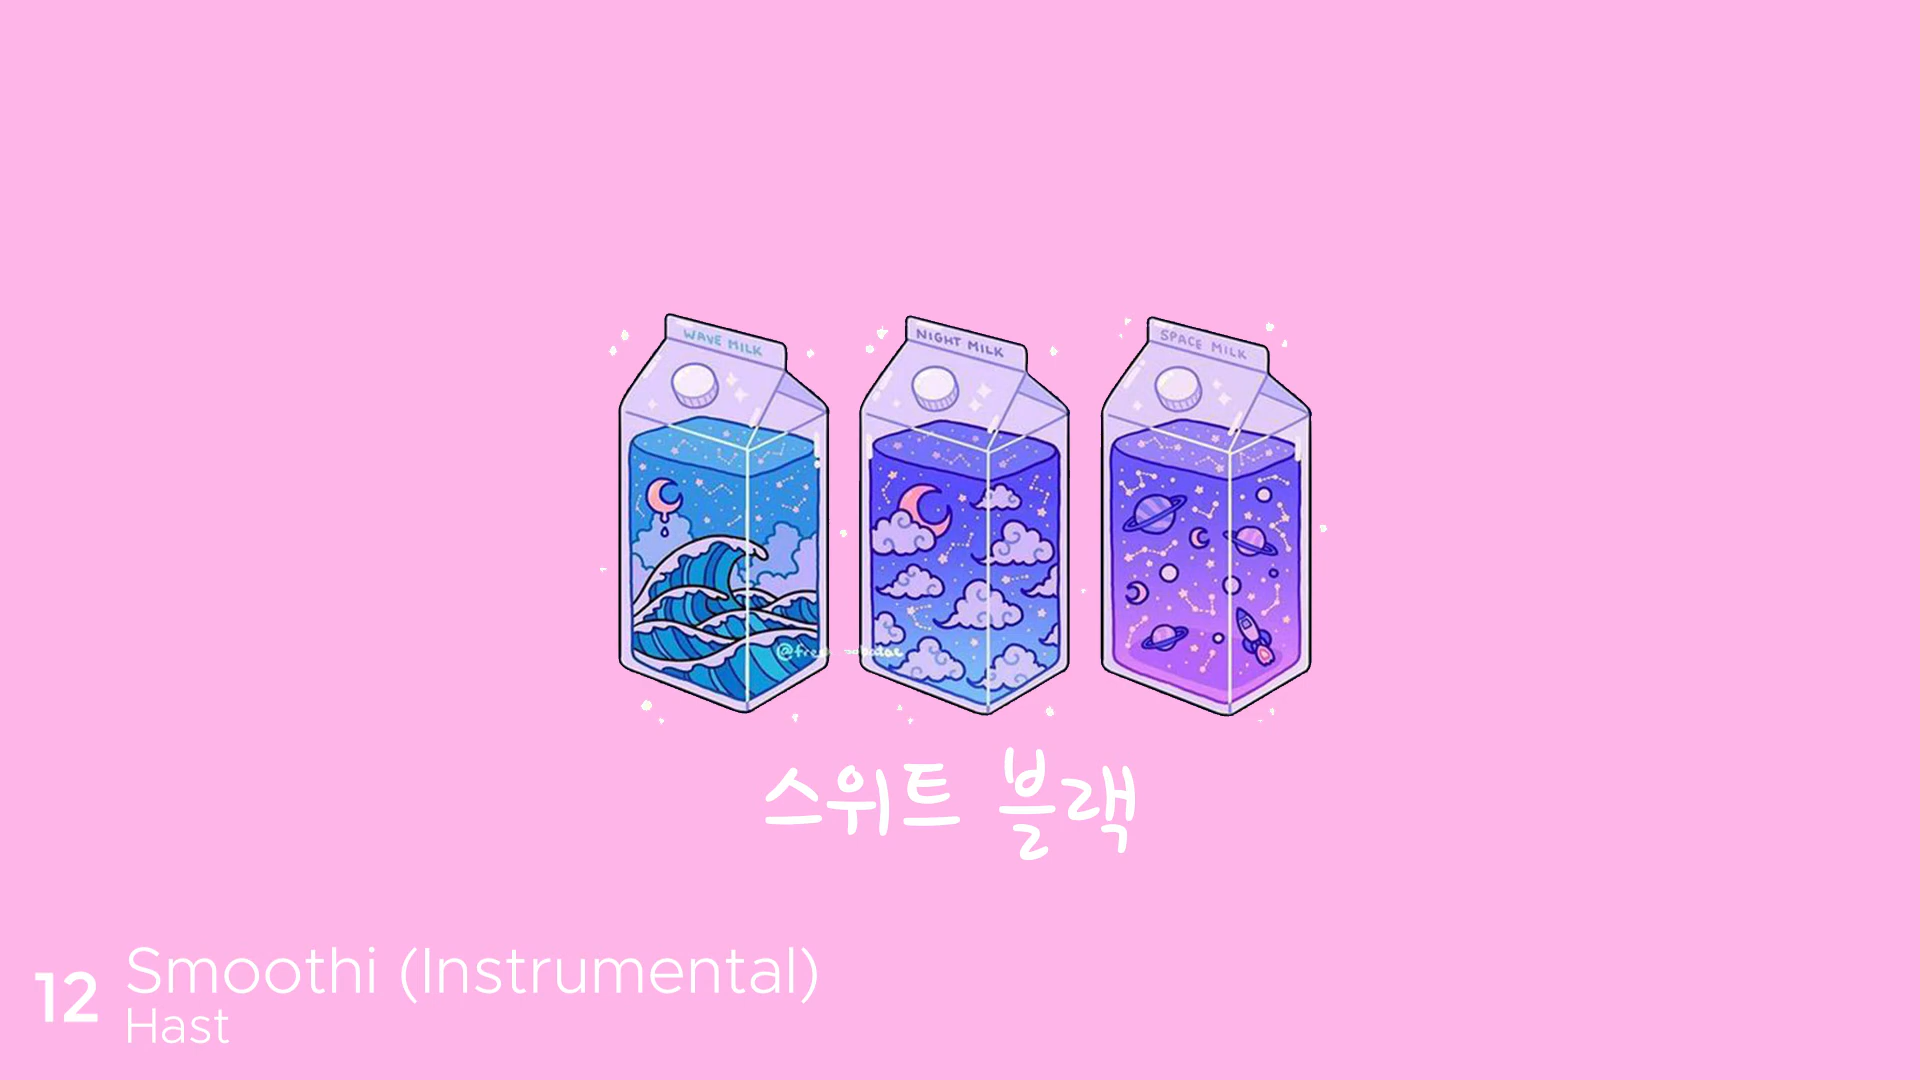 WAVE MILK
NIGHT MILK
SPACE MILK
스위트 블랙
12
Smoothi (Instrumental)
Hast